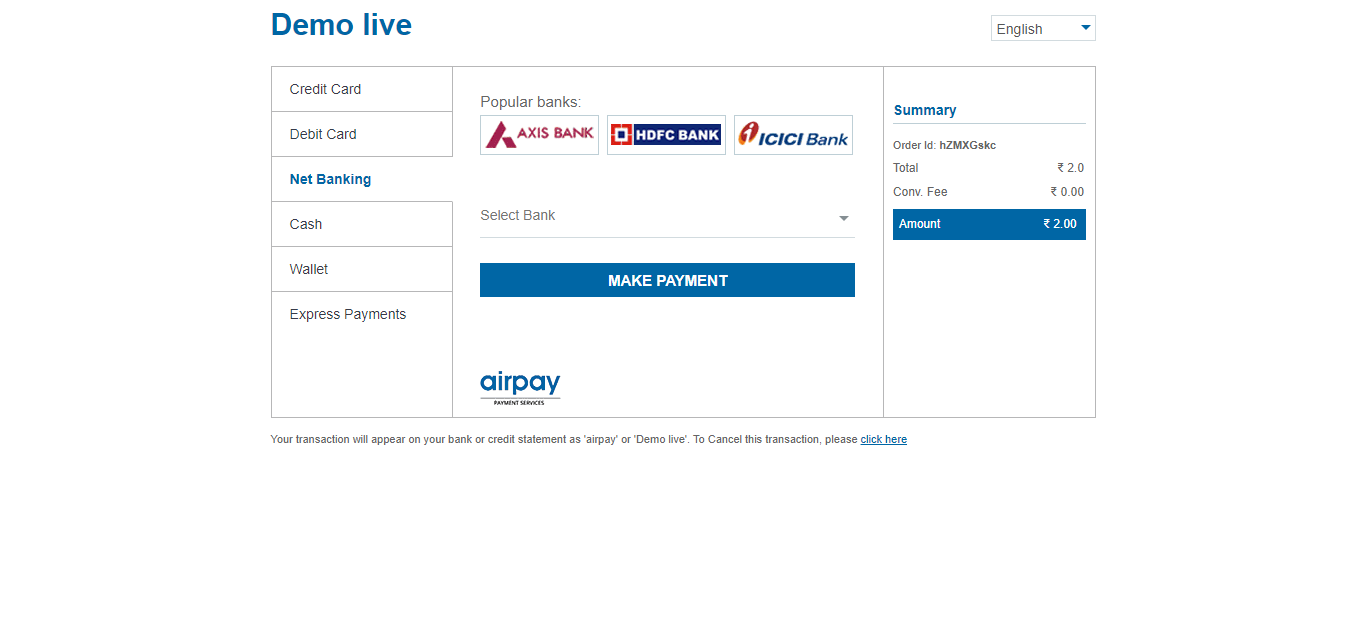 Demo live
English
Credit Card
Debit Card
Net Banking
Cash
Wallet
Express Payments
Popular banks:
AXIS BANK
HDFC BANK
ICICI Bank
Select Bank
MAKE PAYMENT
airpay
PAYMENT SERVICES
Summary
Order Id: hZMXGskc
Total ₹ 2.0
Conv. Fee ₹ 0.00
Amount ₹ 2.00
Your transaction will appear on your bank or credit statement as 'airpay' or 'Demo live'. To Cancel this transaction, please click here